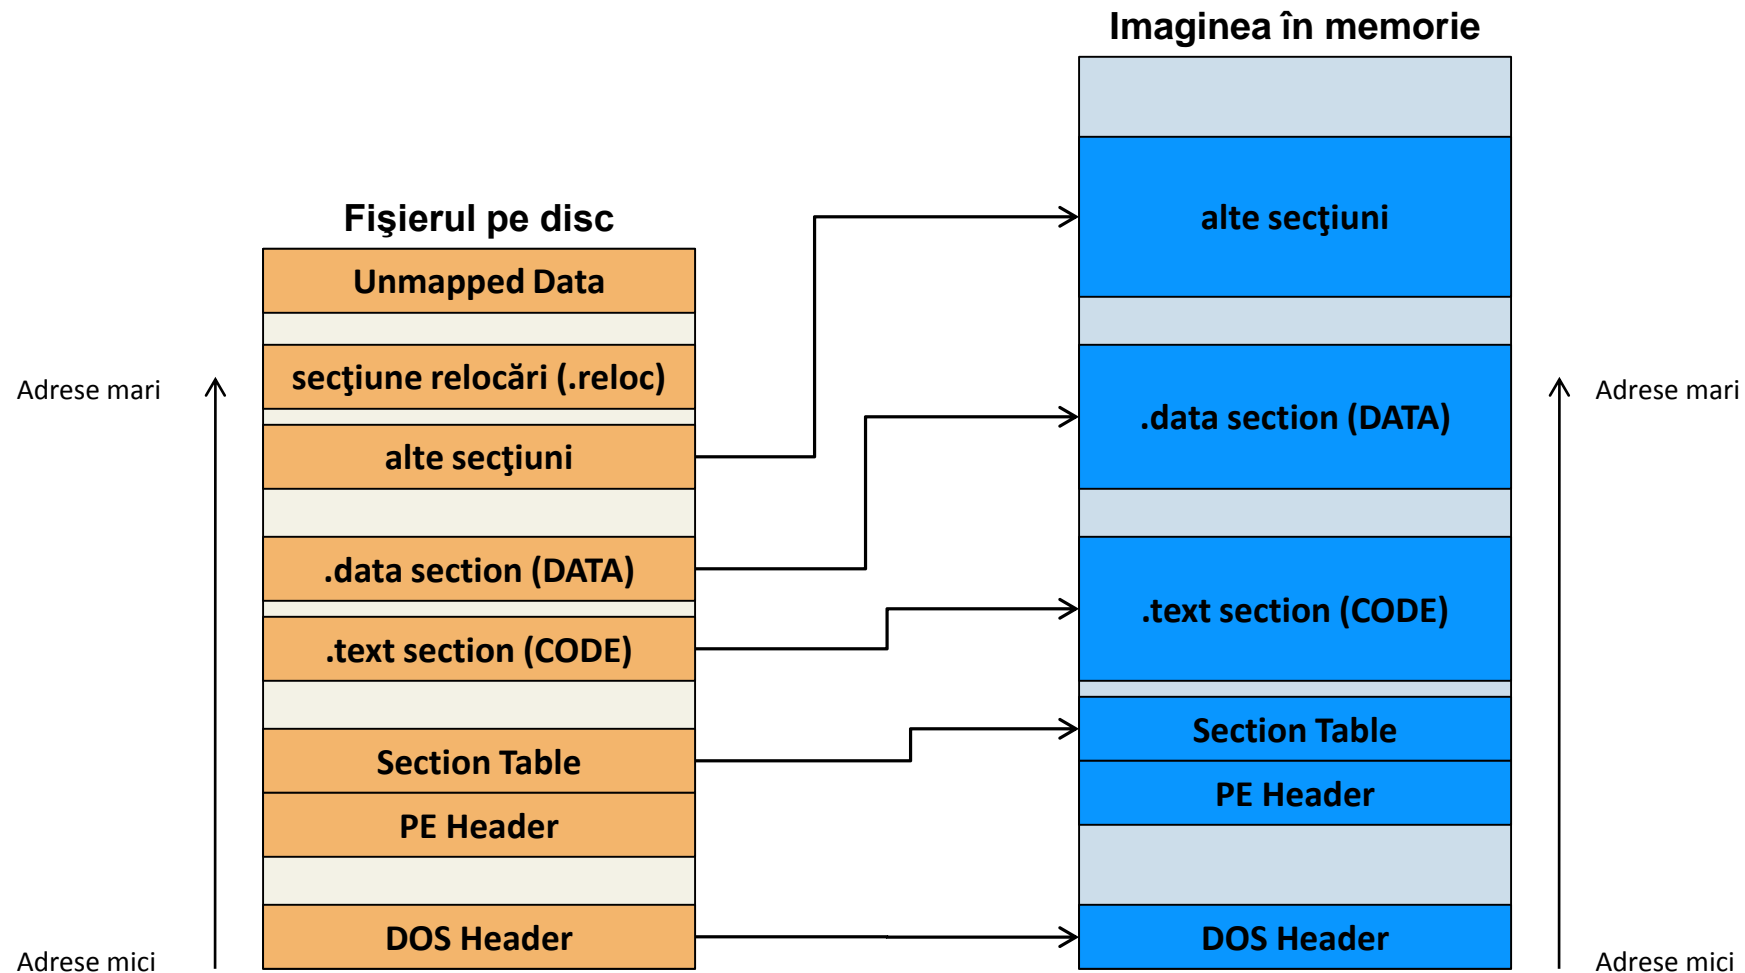 Imaginea în memorie
alte secţiuni
Fişierul pe disc
Unmapped Data
secţiune relocări (.reloc)
Adrese mari
Adrese mari
.data section (DATA)
alte secţiuni
.data section (DATA)
.text section (CODE)
.text section (CODE)
Section Table
Section Table
PE Header
PE Header
DOS Header
DOS Header
Adrese mici
Adrese mici